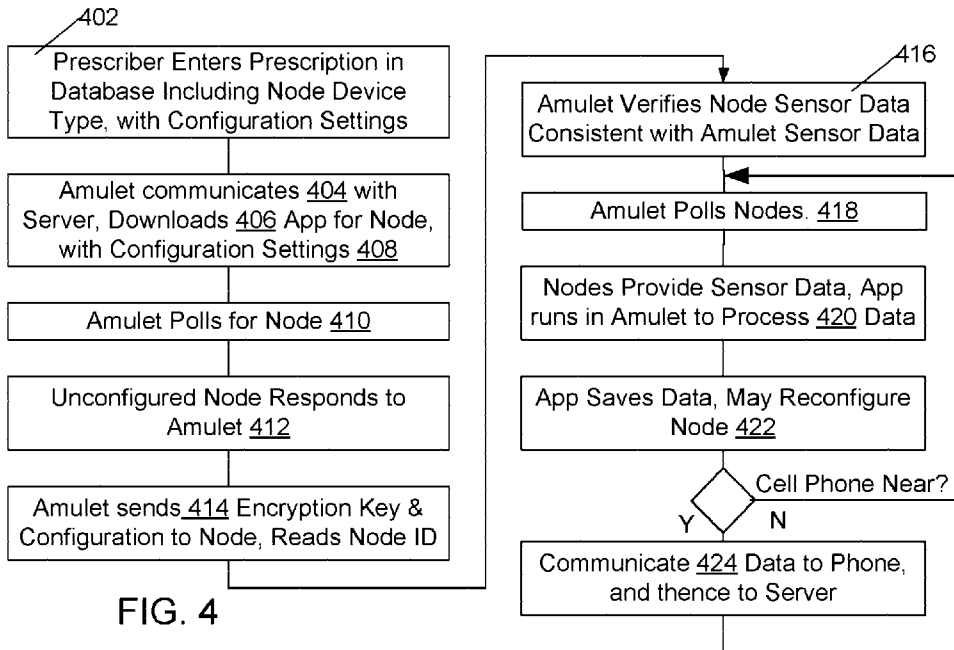 402
Prescriber Enters Prescription in
Database Including Node Device
Type, with Configuration Settings
Amulet communicates 404 with
Server, Downloads 406 App for Node,
with Configuration Settings 408
Amulet Polls for Node 410
Unconfigured Node Responds to
Amulet 412
Amulet sends 414 Encryption Key &
Configuration to Node, Reads Node ID
FIG. 4
416
Amulet Verifies Node Sensor Data
Consistent with Amulet Sensor Data
Amulet Polls Nodes. 418
Nodes Provide Sensor Data, App
runs in Amulet to Process 420 Data
App Saves Data, May Reconfigure
Node 422
Cell Phone Near?
Y N
Communicate 424 Data to Phone,
and thence to Server